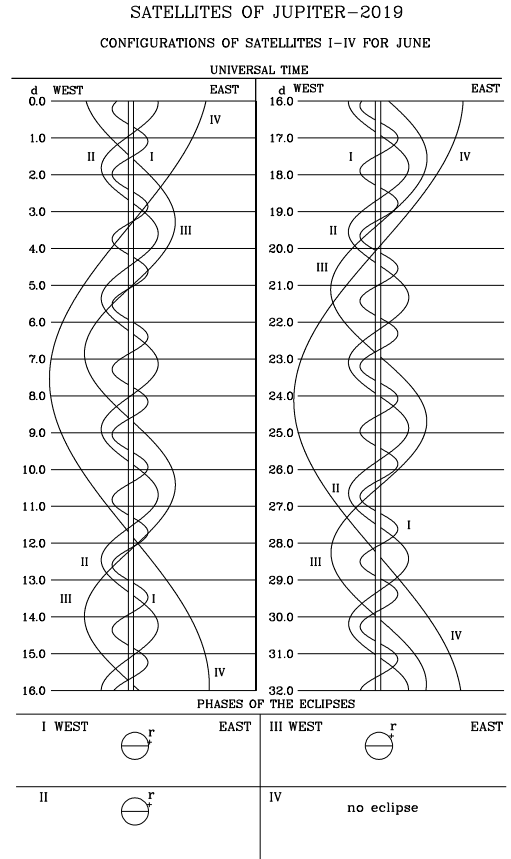 SATELLITES OF JUPITER-2019
CONFIGURATIONS OF SATELLITES I-IV FOR JUNE
UNIVERSAL TIME
d WEST EAST
0.0
IV
1.0
II I
2.0
3.0
III
4.0
5.0
6.0
7.0
8.0
9.0
10.0
11.0
12.0
II
13.0
III I
14.0
15.0
IV
16.0
d WEST EAST
16.0
17.0
I IV
18.0
19.0
II
20.0
III
21.0
22.0
23.0
24.0
25.0
26.0
II
27.0
I
28.0
III
29.0
30.0
IV
31.0
32.0
PHASES OF THE ECLIPSES
I WEST r EAST
III WEST r EAST
II r
IV
no eclipse